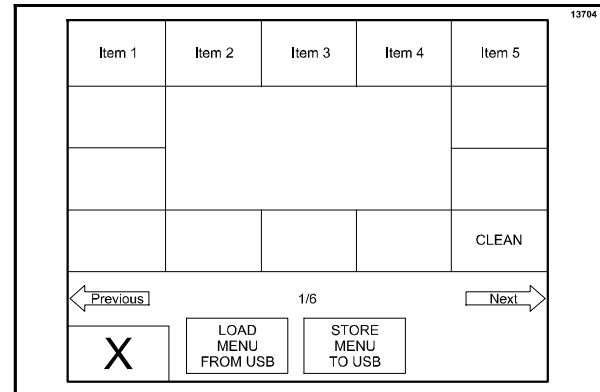 13704
Item 1 Item 2 Item 3 Item 4 Item 5
CLEAN
Previous 1/6 Next
X
LOAD
MENU
FROM USB
STORE
MENU
TO USB